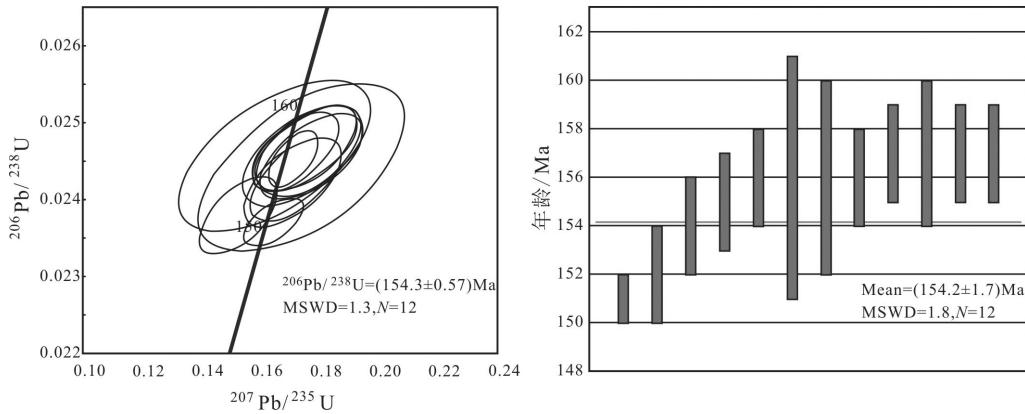 0.026
0.025
0.024
0.023
0.022
²⁰⁶Pb/²³⁸U
160
150
²⁰⁶Pb/²³⁸U=(154.3±0.57)Ma
MSWD=1.3,N=12
0.10 0.12 0.14 0.16 0.18 0.20 0.22 0.24
²⁰⁷Pb/²³⁵U
162
160
158
156
154
152
150
148
年龄/Ma
Mean=(154.2±1.7)Ma
MSWD=1.8,N=12